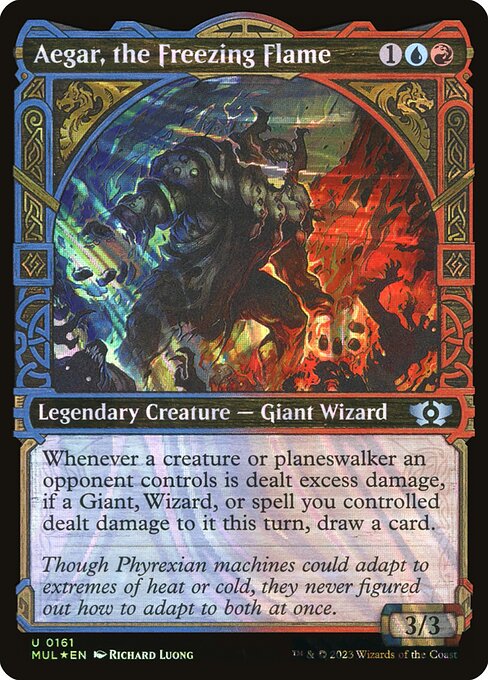 Aegar, the Freezing Flame 1
Legendary Creature — Giant Wizard
Whenever a creature or planeswalker an
opponent controls is dealt excess damage,
if a Giant, Wizard, or spell you controlled
dealt damage to it this turn, draw a card.
Though Phyrexian machines could adapt to
extremes of heat or cold, they never figured
out how to adapt to both at once.
3/3
U 0161
MUL★EN Richard Luong ™ & © 2023 Wizards of the Coast